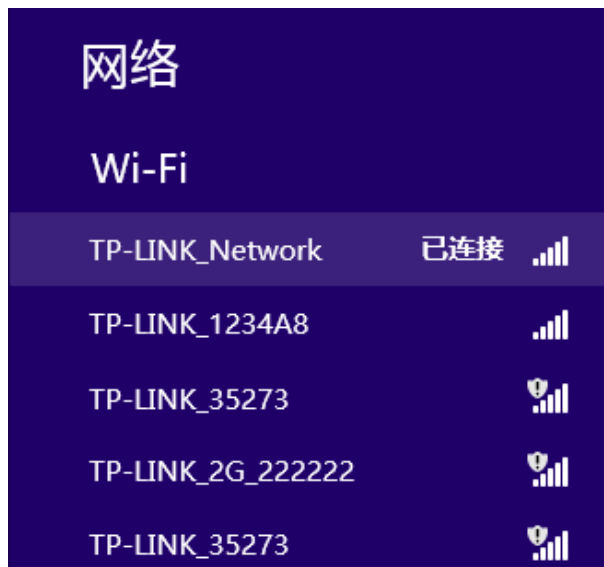 网络
Wi-Fi
TP-LINK_Network 已连接
TP-LINK_1234A8
TP-LINK_35273
TP-LINK_2G_222222
TP-LINK_35273